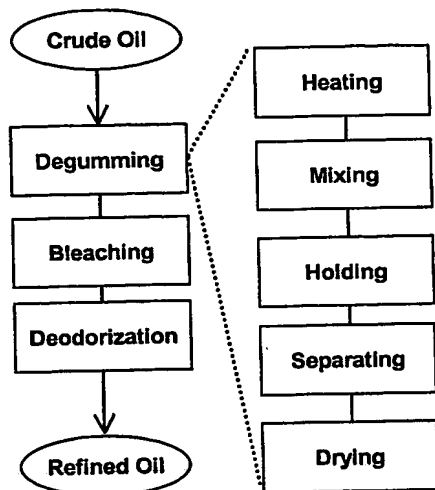 Crude Oil
Degumming
Bleaching
Deodorization
Refined Oil
Heating
Mixing
Holding
Separating
Drying